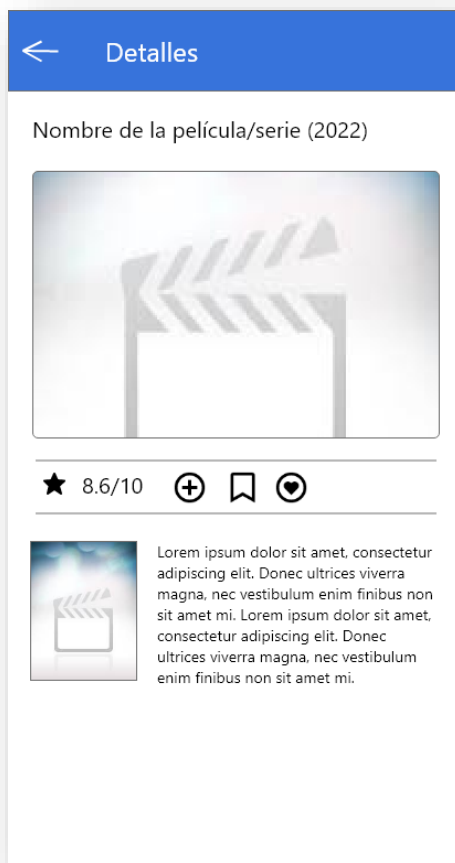 Detalles
Nombre de la película/serie (2022)
8.6/10
Lorem ipsum dolor sit amet, consectetur
adipiscing elit. Donec ultrices viverra
magna, nec vestibulum enim finibus non
sit amet mi. Lorem ipsum dolor sit amet,
consectetur adipiscing elit. Donec
ultrices viverra magna, nec vestibulum
enim finibus non sit amet mi.